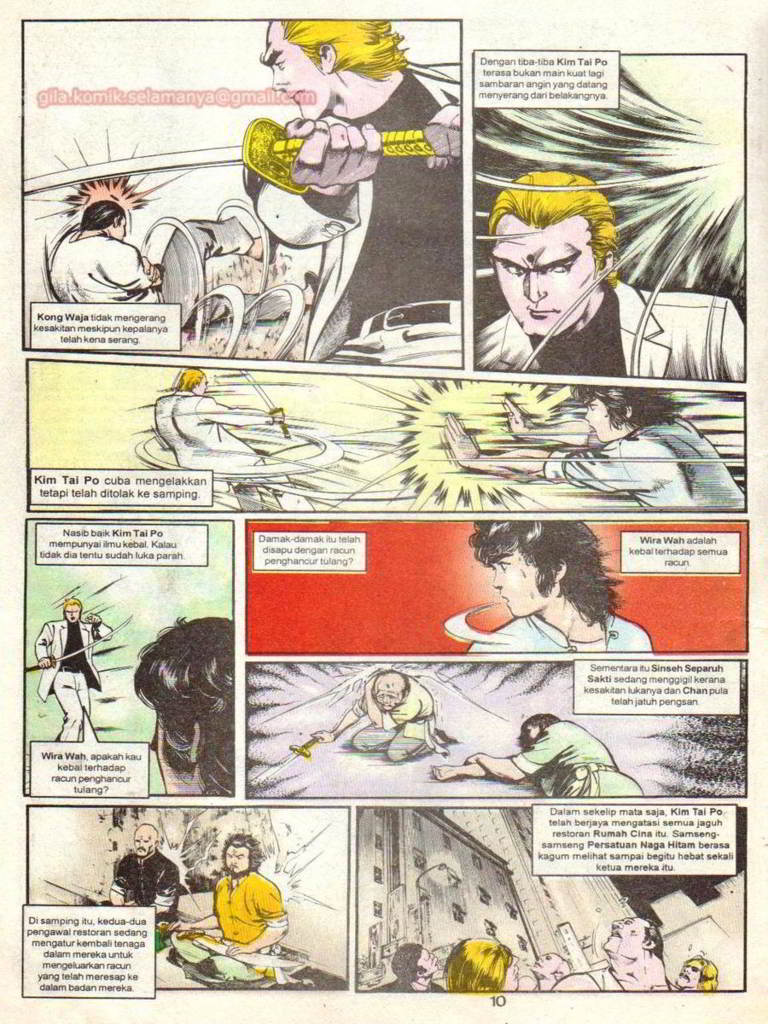 gila.komik.selamanya@gmail.com
Dengan tiba-tiba Kim Tai Po
terasa bukan main kuat lagi
sambaran angin yang datang
menyerang dari belakangnya.
Kong Waja tidak mengerang
kesakitan meskipun kepalanya
telah kena serang.
Kim Tai Po cuba mengelakkan
tetapi telah ditolak ke samping.
Nasib baik Kim Tai Po
mempunyai ilmu kebal. Kalau
tidak dia tentu sudah luka parah.
Wira Wah, apakah kau
kebal terhadap
racun penghancur
tulang?
Damak-damak itu telah
disapu dengan racun
penghancur tulang?
Wira Wah adalah
kebal terhadap semua
racun.
Sementara itu Sinseh Separuh
Sakti sedang menggigil kerana
kesakitan lukanya dan Chan pula
telah jatuh pengsan.
Di samping itu, kedua-dua
pengawal restoran sedang
mengatur kembali tenaga
dalam mereka untuk
mengeluarkan racun
yang telah meresap ke
dalam badan mereka.
Dalam sekelip mata saja, Kim Tai Po
telah berjaya mengatasi semua jaguh
restoran Rumah Cina itu. Samseng-
samseng Persatuan Naga Hitam berasa
kagum melihat sampai begitu hebat sekali
ketua mereka itu.
10